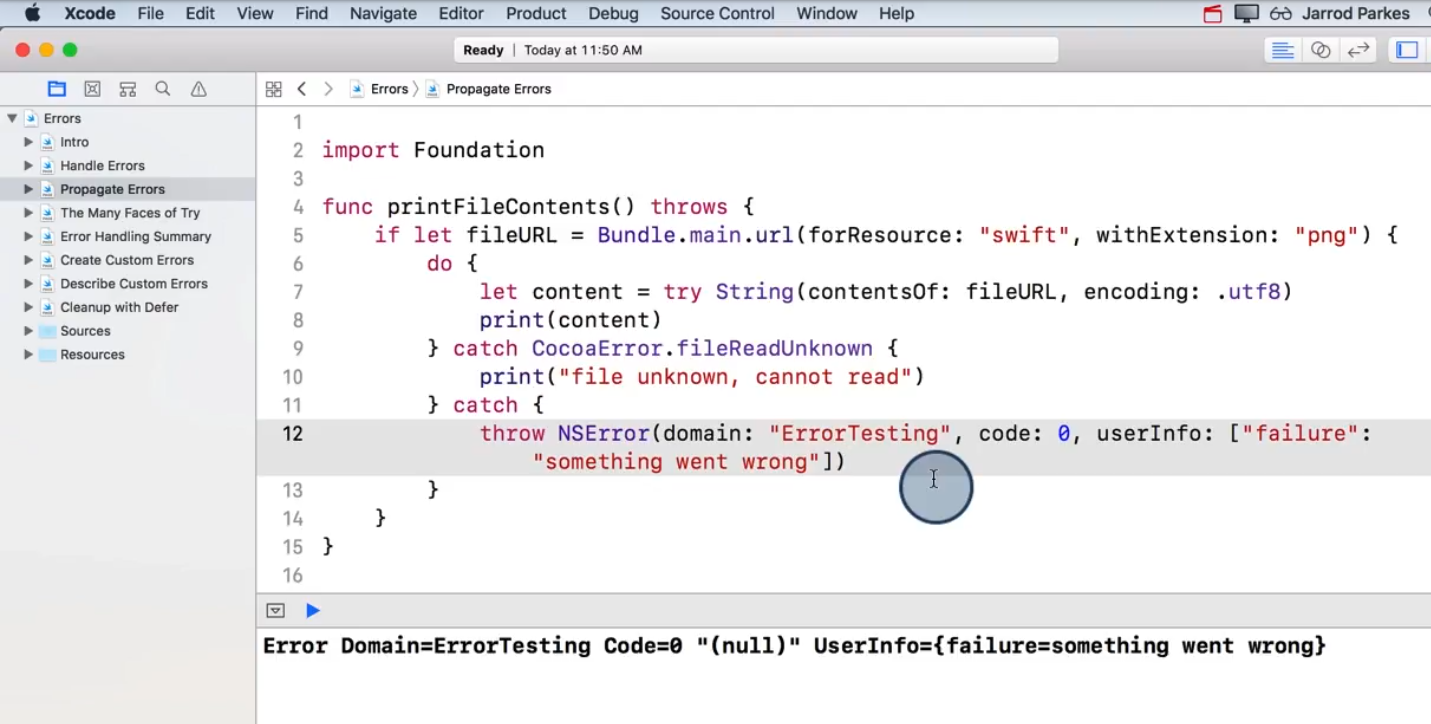 Xcode File Edit View Find Navigate Editor Product Debug Source Control Window Help Jarrod Parkes
Ready | Today at 11:50 AM
Errors 〉 Propagate Errors
Errors
Intro
Handle Errors
Propagate Errors
The Many Faces of Try
Error Handling Summary
Create Custom Errors
Describe Custom Errors
Cleanup with Defer
Sources
Resources
1
2 import Foundation
3
4 func printFileContents() throws {
5 if let fileURL = Bundle.main.url(forResource: "swift", withExtension: "png") {
6 do {
7 let content = try String(contentsOf: fileURL, encoding: .utf8)
8 print(content)
9 } catch CocoaError.fileReadUnknown {
10 print("file unknown, cannot read")
11 } catch {
12 throw NSError(domain: "ErrorTesting", code: 0, userInfo: ["failure":
"something went wrong"])
13 }
14 }
15 }
16
Error Domain=ErrorTesting Code=0 "(null)" UserInfo={failure=something went wrong}